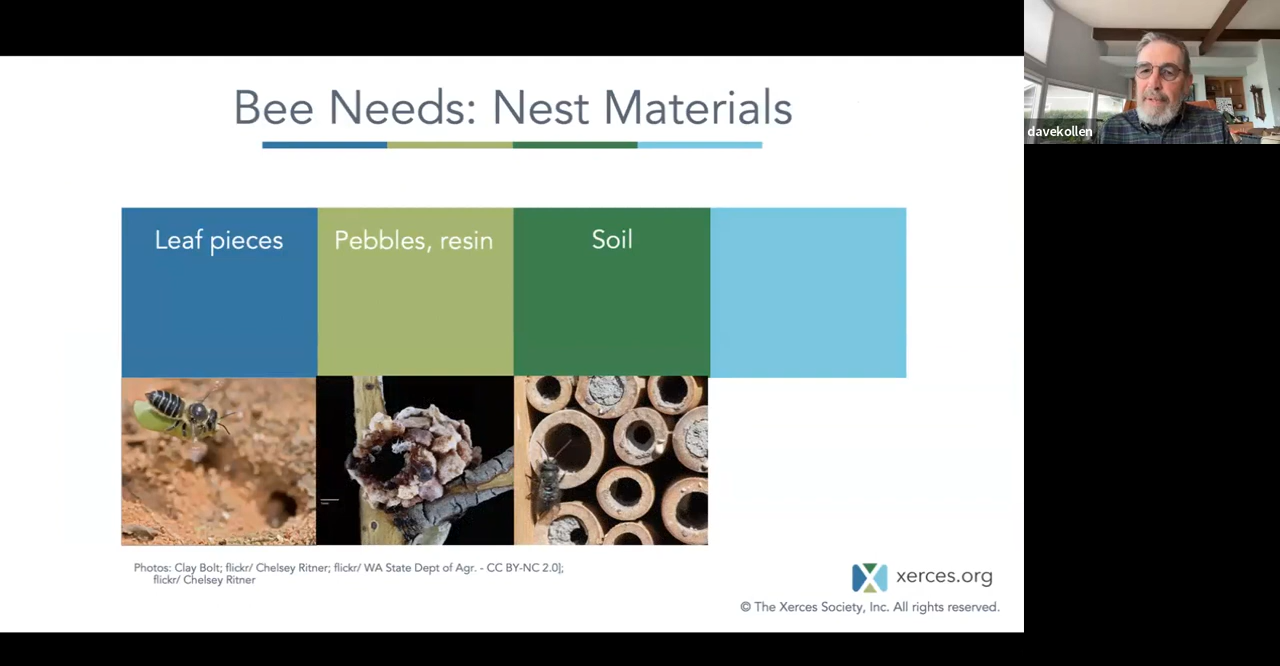 Bee Needs: Nest Materials
Leaf pieces
Pebbles, resin
Soil
Photos: Clay Bolt; flickr/ Chelsey Ritner; flickr/ WA State Dept of Agr. - CC BY-NC 2.0];
flickr/ Chelsey Ritner
xerces.org
© The Xerces Society, Inc. All rights reserved.
davekollen